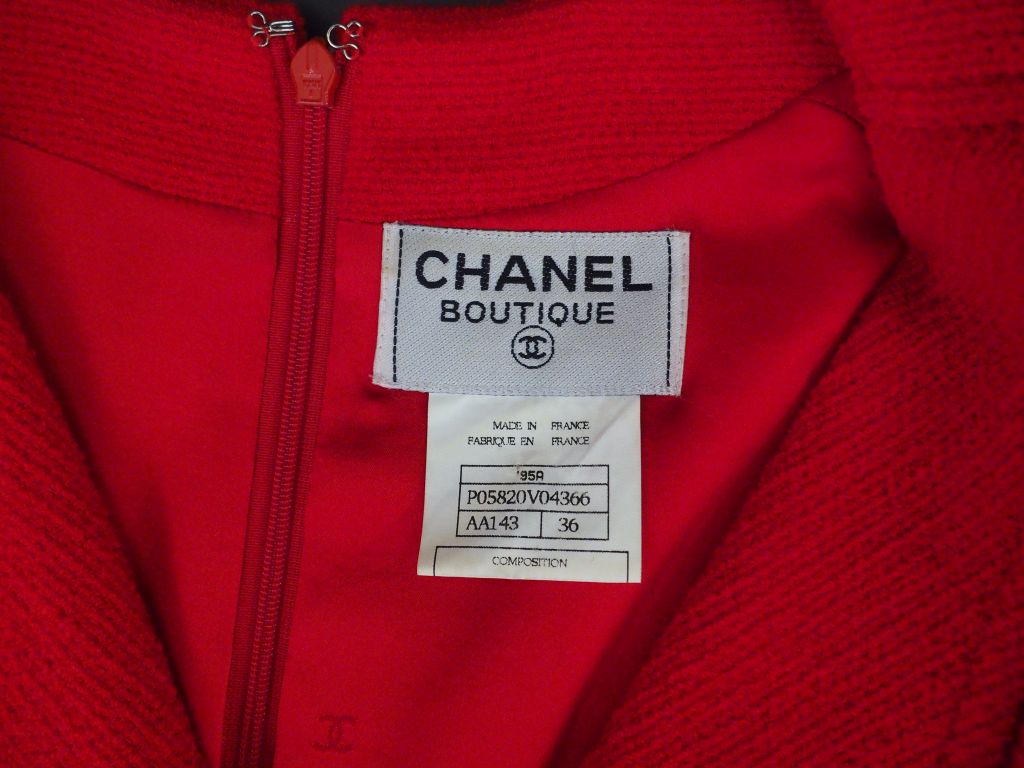 CHANEL
BOUTIQUE
MADE IN FRANCE
FABRIQUE EN FRANCE
'95A
P05820V04366
AA143 36
COMPOSITION